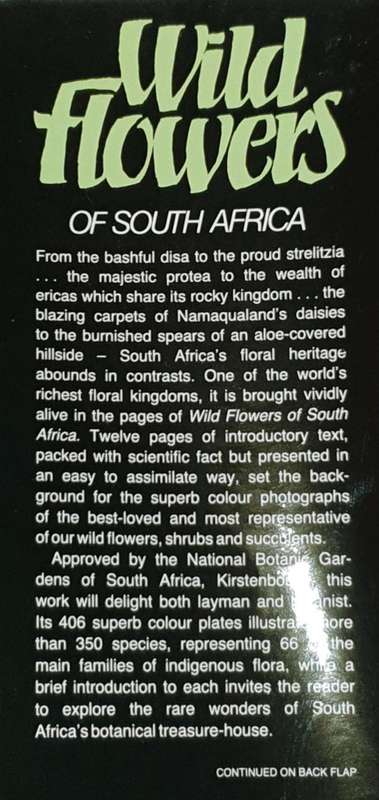 Wild
flowers
OF SOUTH AFRICA
From the bashful disa to the proud strelitzia
. . . the majestic protea to the wealth of
ericas which share its rocky kingdom . . . the
blazing carpets of Namaqualand's daisies
to the burnished spears of an aloe-covered
hillside – South Africa's floral heritage
abounds in contrasts. One of the world's
richest floral kingdoms, it is brought vividly
alive in the pages of Wild Flowers of South
Africa. Twelve pages of introductory text,
packed with scientific fact but presented in
an easy to assimilate way, set the back-
ground for the superb colour photographs
of the best-loved and most representative
of our wild flowers, shrubs and succulents.
Approved by the National Botanic Gar-
dens of South Africa, this
work will delight both layman and
Its 406 superb colour plates
than 350 species, representing 66 the
main families of indigenous flora, while a
brief introduction to each invites the reader
to explore the rare wonders of South
Africa's botanical treasure-house.
CONTINUED ON BACK FLAP